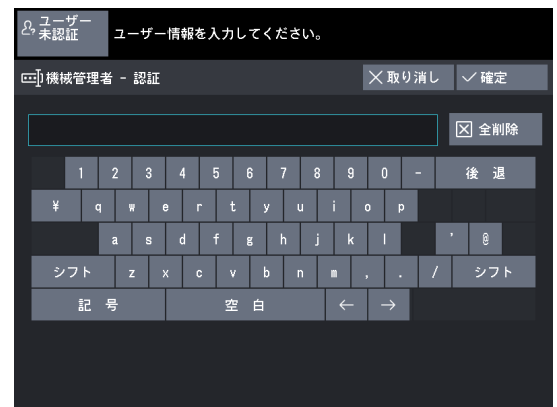 ユーザー
未認証
ユーザー情報を入力してください。
機械管理者 - 認証
取り消し
確定
全削除
1 2 3 4 5 6 7 8 9 0 - 後 退
¥ q w e r t y u i o p
a s d f g h j k l ' @
シフト z x c v b n m , . / シフト
記 号 空 白 ← →